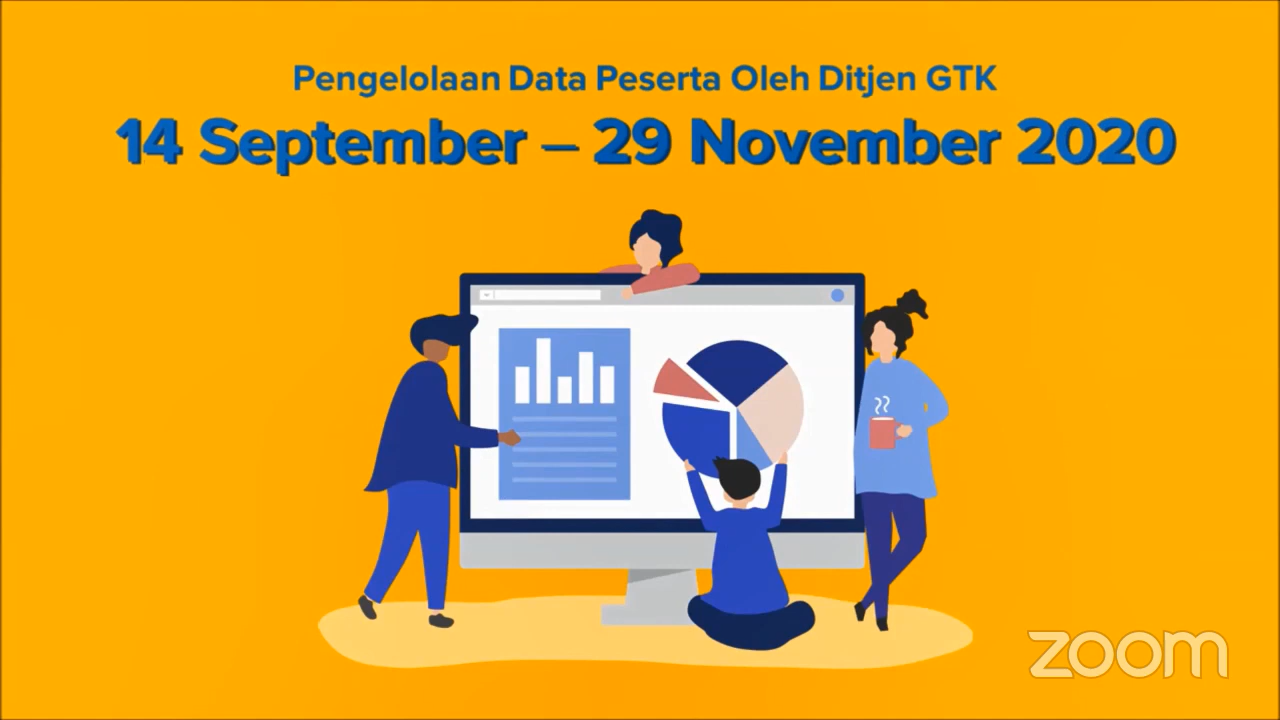 Pengelolaan Data Peserta Oleh Ditjen GTK
14 September – 29 November 2020
zoom